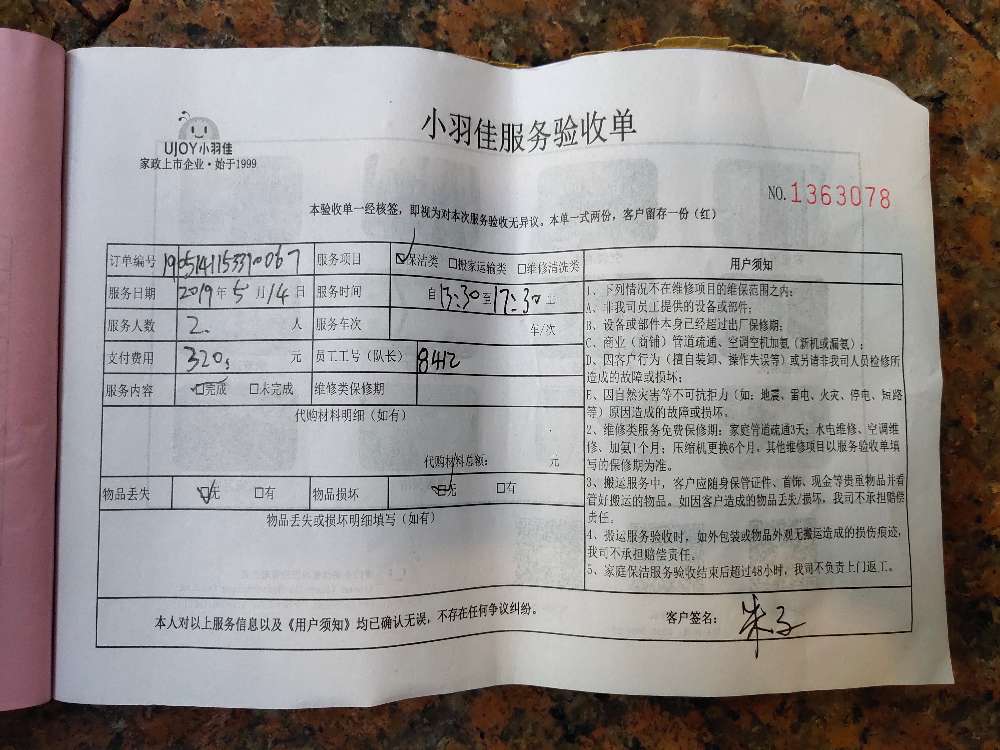 小羽佳服务验收单
UJOY小羽佳
家政上市企业·始于1999
NO.1363078
本验收单一经核签，即视为对本次服务验收无异议。本单一式两份，客户留存一份（红）
订单编号 服务项目 ☑保洁类 □搬家运输类 □维修清洗类
服务日期 2019年5月14日 服务时间 自13:30至17:30止
服务人数 2 人 服务车次 车/次
支付费用 320 元 员工工号（队长） 8412
服务内容 ☑完成 □未完成 维修类保修期
代购材料明细（如有）
代购材料总额： 元
物品丢失 ☑无 □有 物品损坏 ☑无 □有
物品丢失或损坏明细填写（如有）
用户须知
1、下列情况不在维修项目的维保范围之内：
A、非我司员工提供的设备或部件；
B、设备或部件本身已经超过出厂保修期；
C、商业（商铺）管道疏通、空调空机加氨（新机或漏氨）；
D、因客户行为（擅自装卸、操作失误等）或另请非我司人员检修所
造成的故障或损坏；
E、因自然灾害等不可抗拒力（如：地震、雷电、火灾、停电、短路
等）原因造成的故障或损坏。
2、维修类服务免费保修期：家庭管道疏通3天；水电维修、空调维
修、加氨1个月；压缩机更换6个月，其他维修项目以服务验收单填
写的保修期为准。
3、搬运服务中，客户应随身保管证件、首饰、现金等贵重物品并看
管好搬运的物品。如因客户造成的物品丢失/损坏，我司不承担赔偿
责任。
4、搬运服务验收时，如外包装或物品外观无搬运造成的损伤痕迹，
我司不承担赔偿责任。
5、家庭保洁服务验收结束后超过48小时，我司不负责上门返工。
本人对以上服务信息以及《用户须知》均已确认无误，不存在任何争议纠纷。
客户签名：